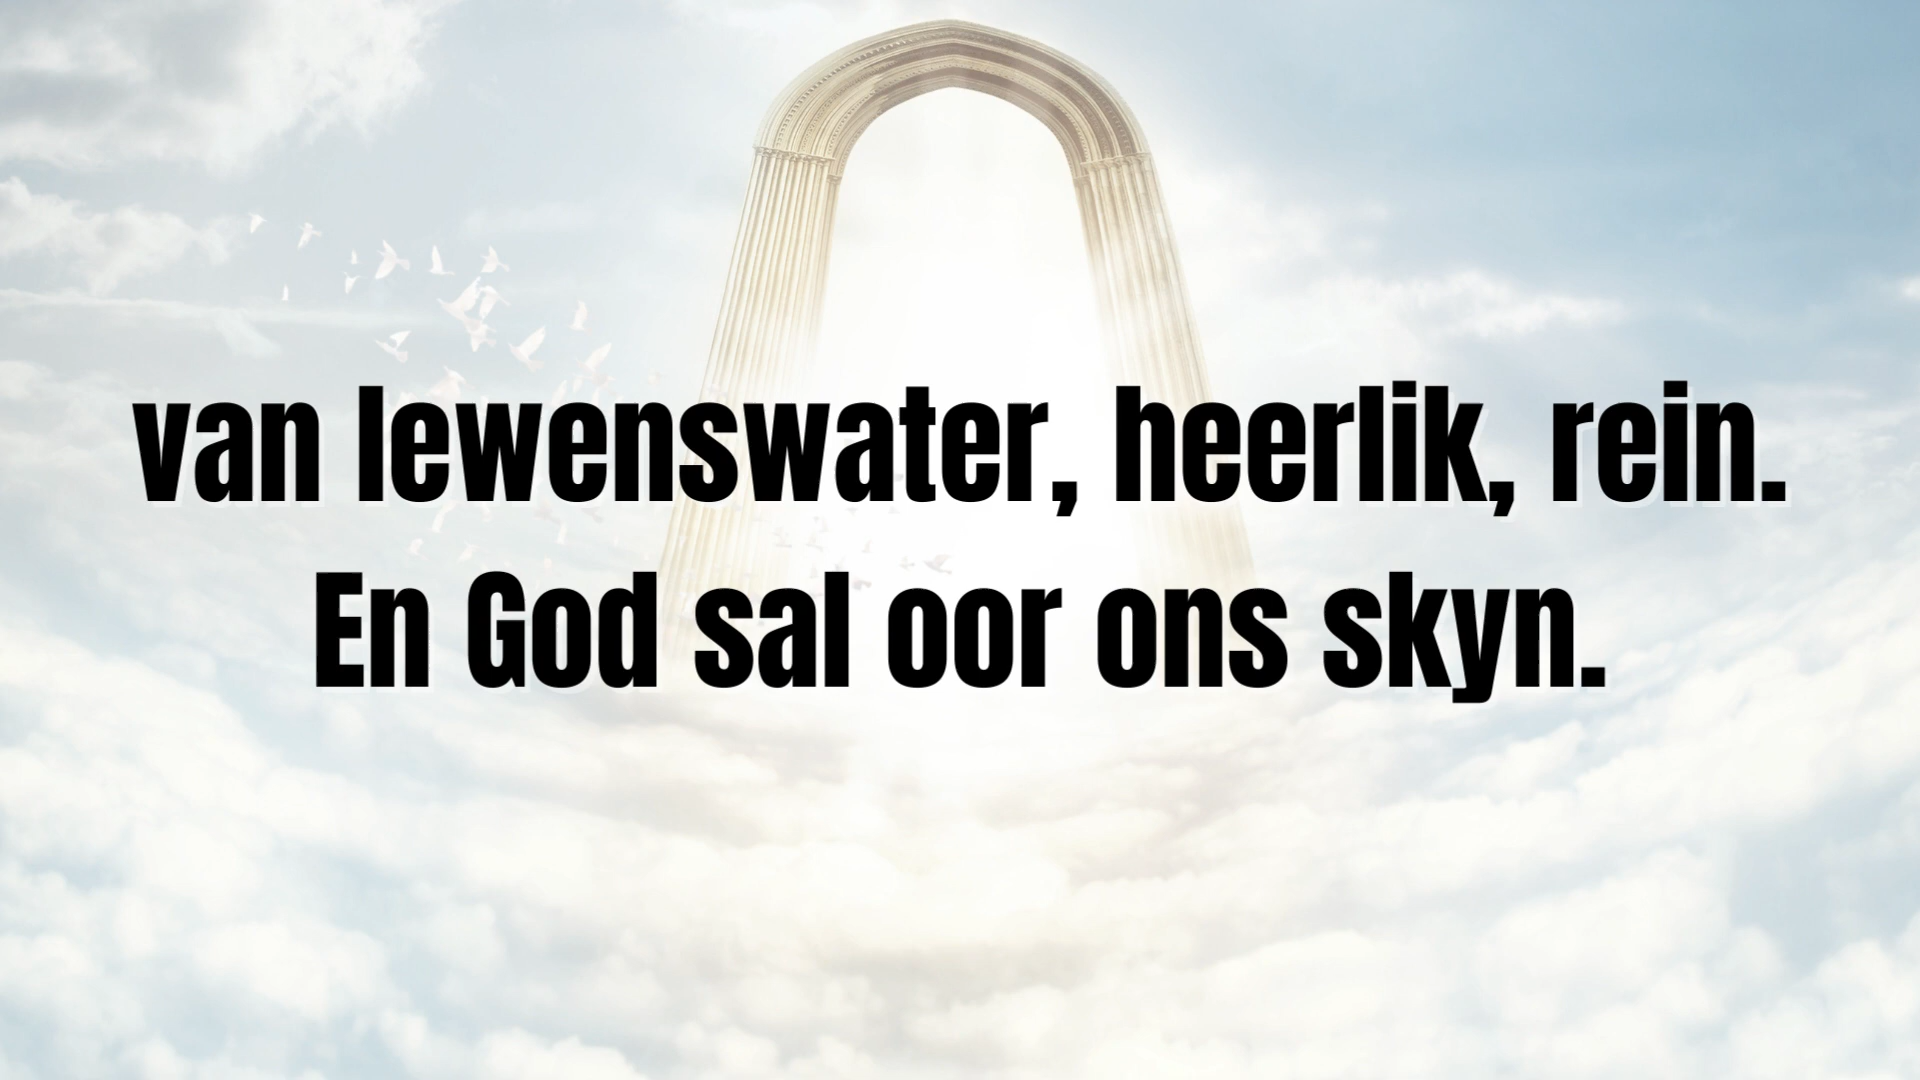 van lewenswater, heerlik, rein.
En God sal oor ons skyn.